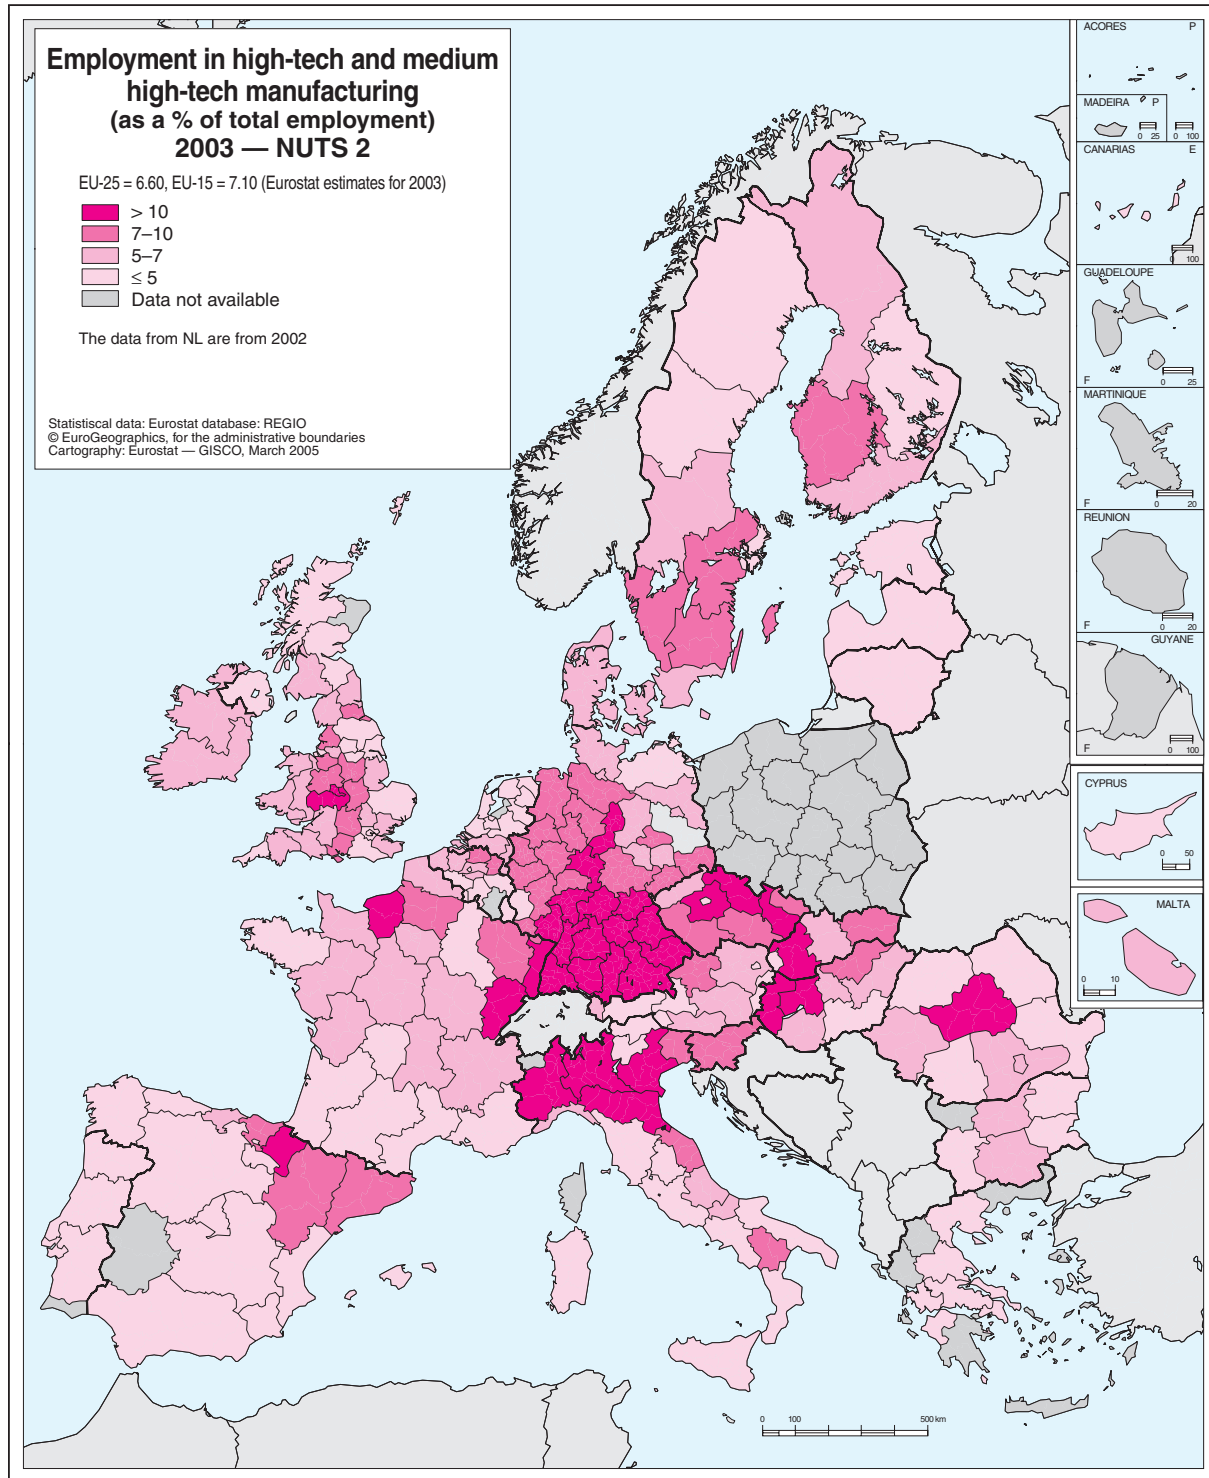 Employment in high-tech and medium
high-tech manufacturing
(as a % of total employment)
2003 — NUTS 2
EU-25 = 6.60, EU-15 = 7.10 (Eurostat estimates for 2003)
> 10
7–10
5–7
≤ 5
Data not available
The data from NL are from 2002
Statistiscal data: Eurostat database: REGIO
© EuroGeographics, for the administrative boundaries
Cartography: Eurostat — GISCO, March 2005
ACORES P
MADEIRA P
0 25 0 100
CANARIAS E
0 100
GUADELOUPE
F 0 25
MARTINIQUE
F 0 20
REUNION
F 0 20
GUYANE
F 0 100
CYPRUS
0 50
MALTA
0 10
0 100 500 km